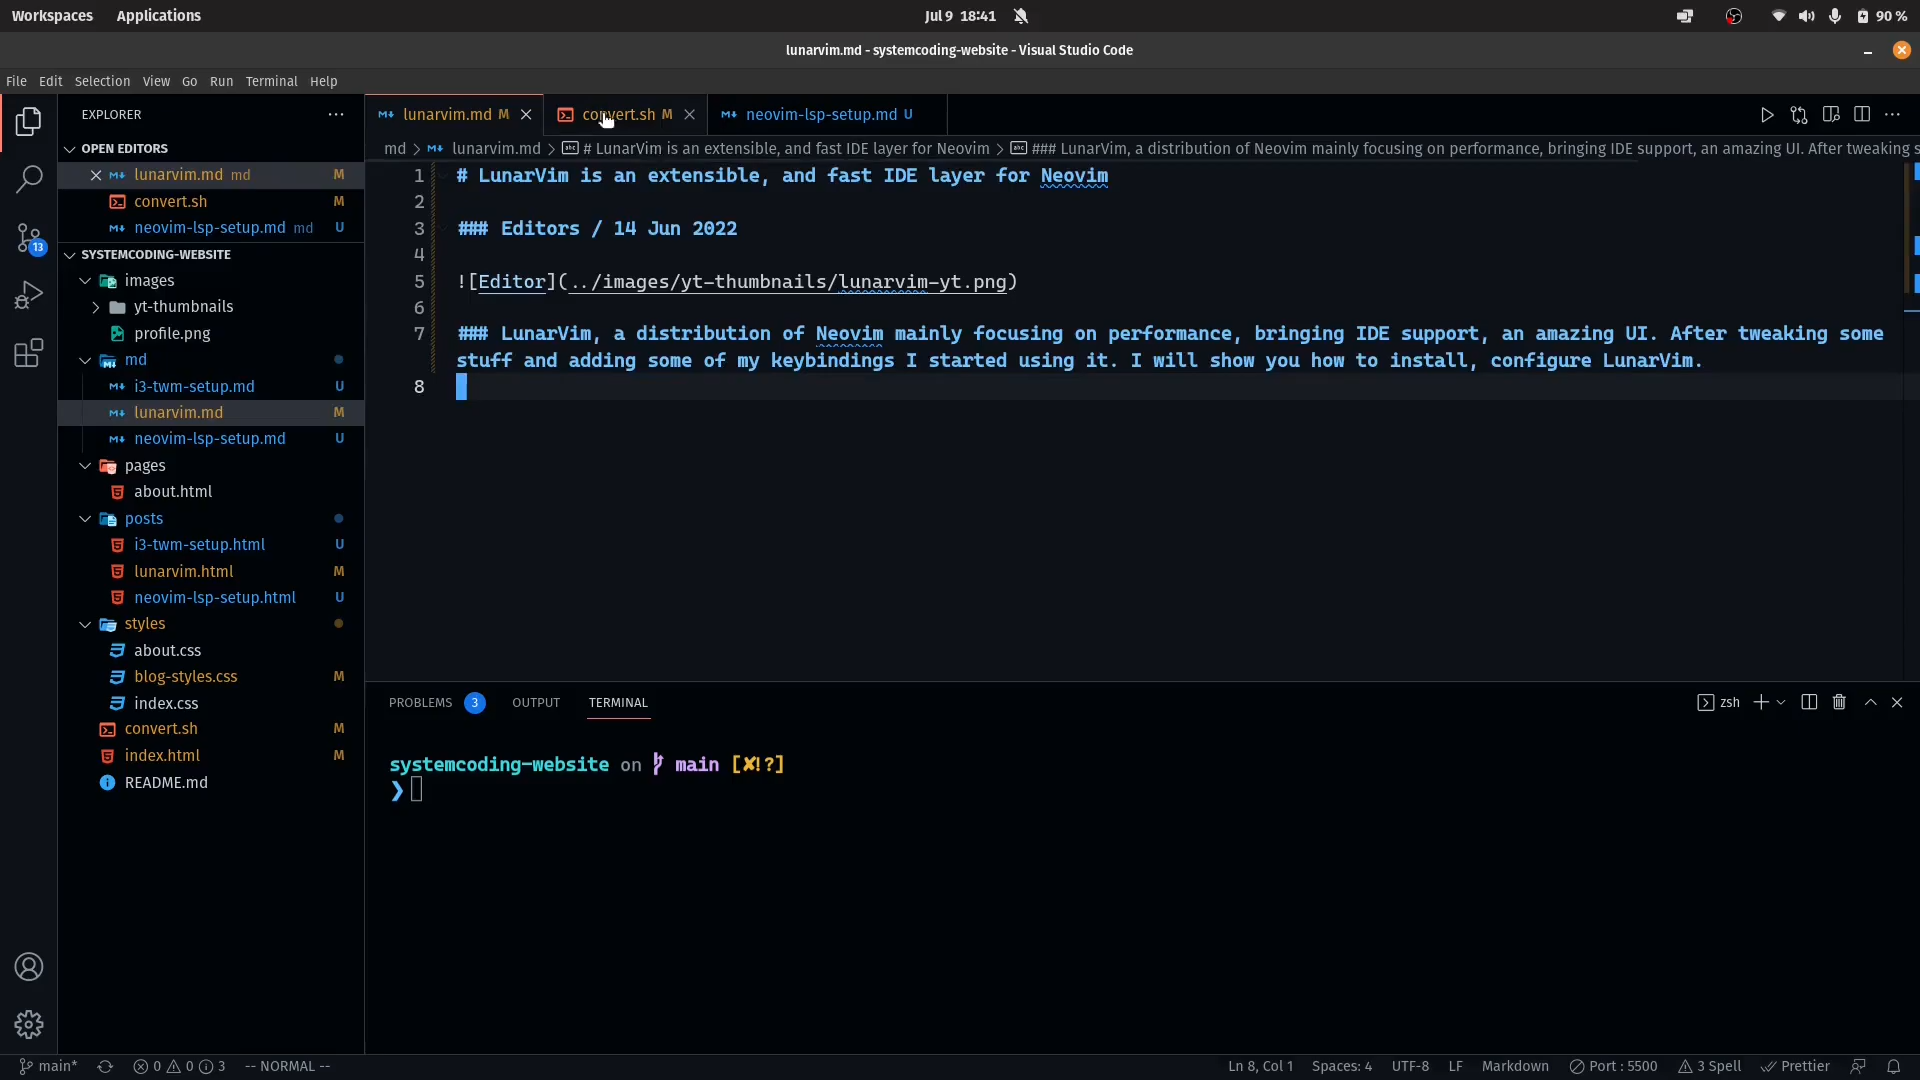 Workspaces Applications Jul 9 18:41 90 %
lunarvim.md - systemcoding-website - Visual Studio Code
File Edit Selection View Go Run Terminal Help
EXPLORER
OPEN EDITORS
lunarvim.md md M
convert.sh M
neovim-lsp-setup.md md U
SYSTEMCODING-WEBSITE
images
yt-thumbnails
profile.png
md
i3-twm-setup.md U
lunarvim.md M
neovim-lsp-setup.md U
pages
about.html
posts
i3-twm-setup.html U
lunarvim.html M
neovim-lsp-setup.html U
styles
about.css
blog-styles.css M
index.css
convert.sh M
index.html M
README.md
13
lunarvim.md M convert.sh M neovim-lsp-setup.md U
md > lunarvim.md > # LunarVim is an extensible, and fast IDE layer for Neovim > ### LunarVim, a distribution of Neovim mainly focusing on performance, bringing IDE support, an amazing UI. After tweaking s
1 # LunarVim is an extensible, and fast IDE layer for Neovim
2
3 ### Editors / 14 Jun 2022
4
5 ![Editor](../images/yt-thumbnails/lunarvim-yt.png)
6
7 ### LunarVim, a distribution of Neovim mainly focusing on performance, bringing IDE support, an amazing UI. After tweaking some
stuff and adding some of my keybindings I started using it. I will show you how to install, configure LunarVim.
8
PROBLEMS 3 OUTPUT TERMINAL zsh
systemcoding-website on main [✘!?]
❯
main* 0 0 3 -- NORMAL -- Ln 8, Col 1 Spaces: 4 UTF-8 LF Markdown Port : 5500 3 Spell Prettier